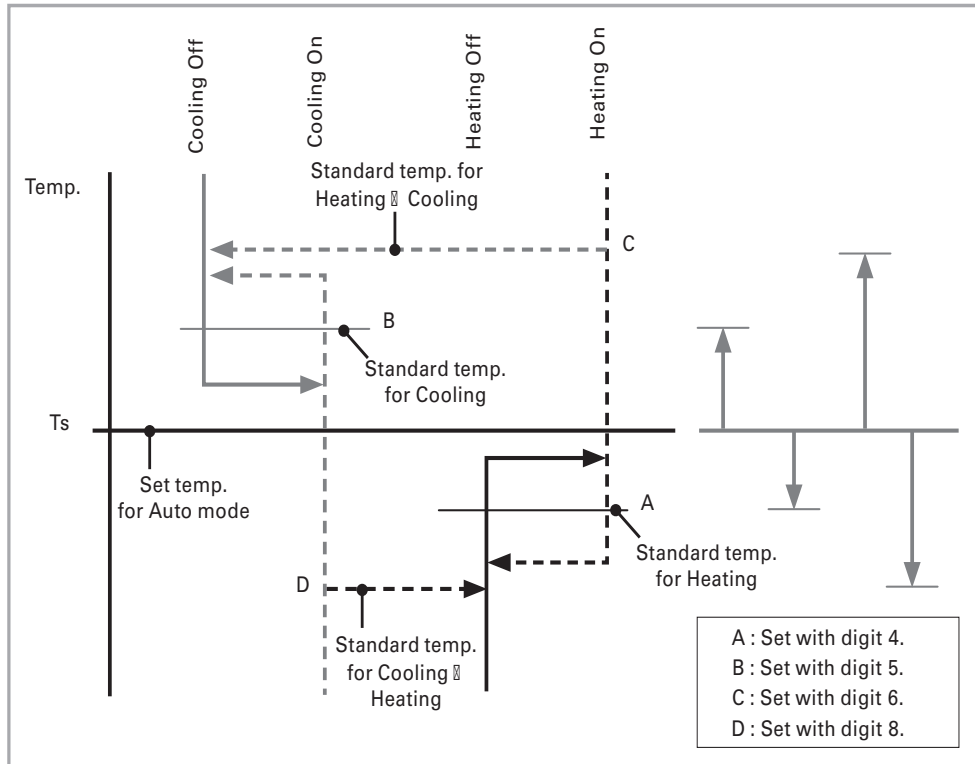 Cooling Off
Cooling On
Heating Off
Heating On
Temp.
Standard temp. for
Heating  Cooling
C
B
Standard temp.
for Cooling
Ts
Set temp.
for Auto mode
A
Standard temp.
for Heating
D
Standard temp.
for Cooling 
Heating
A : Set with digit 4.
B : Set with digit 5.
C : Set with digit 6.
D : Set with digit 8.